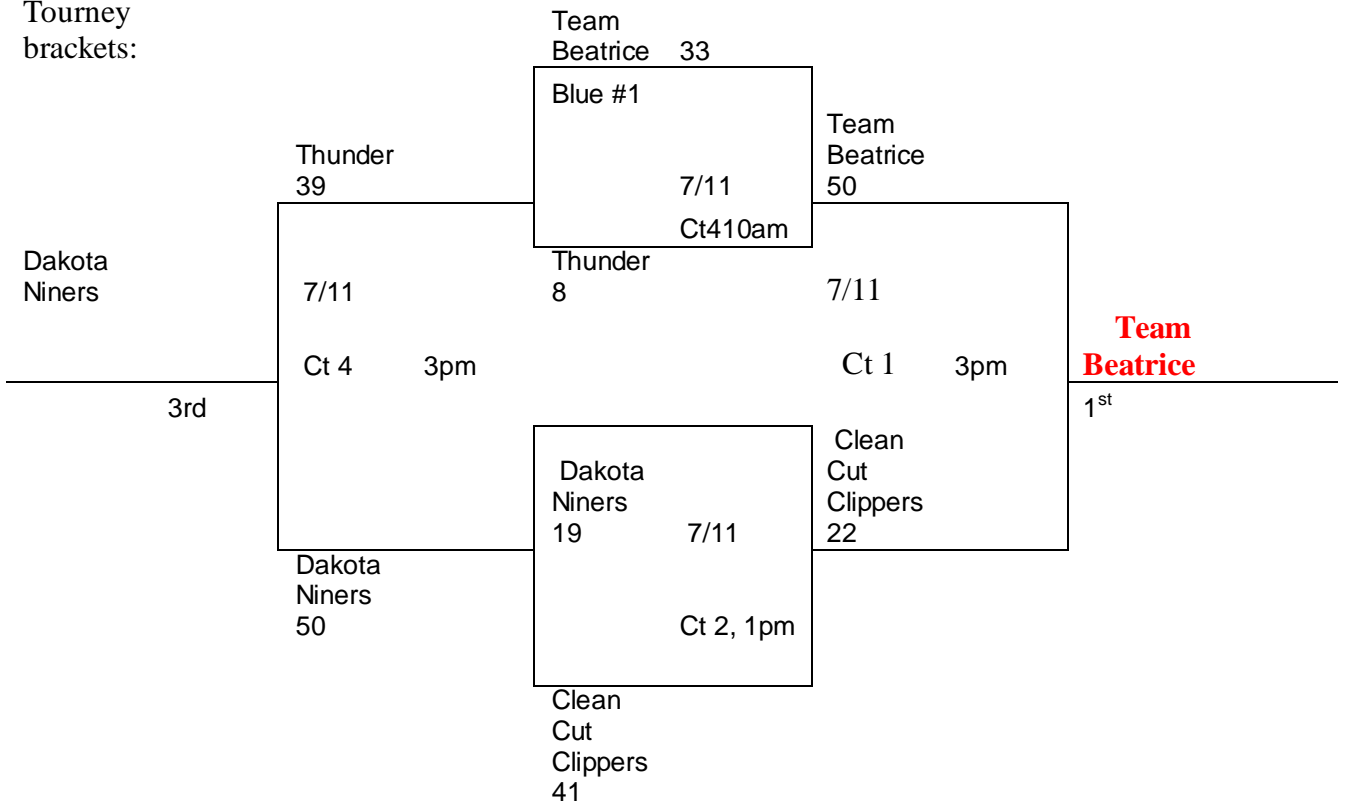 Tourney
brackets:
Team
Beatrice 33
Blue #1
7/11
Ct410am
Thunder
8
Thunder
39
Team
Beatrice
50
Dakota
Niners
7/11
Ct 4 3pm
3rd
7/11
Ct 1 3pm
Team
Beatrice
1st
Dakota
Niners
19 7/11
Ct 2, 1pm
Clean
Cut
Clippers
22
Dakota
Niners
50
Clean
Cut
Clippers
41